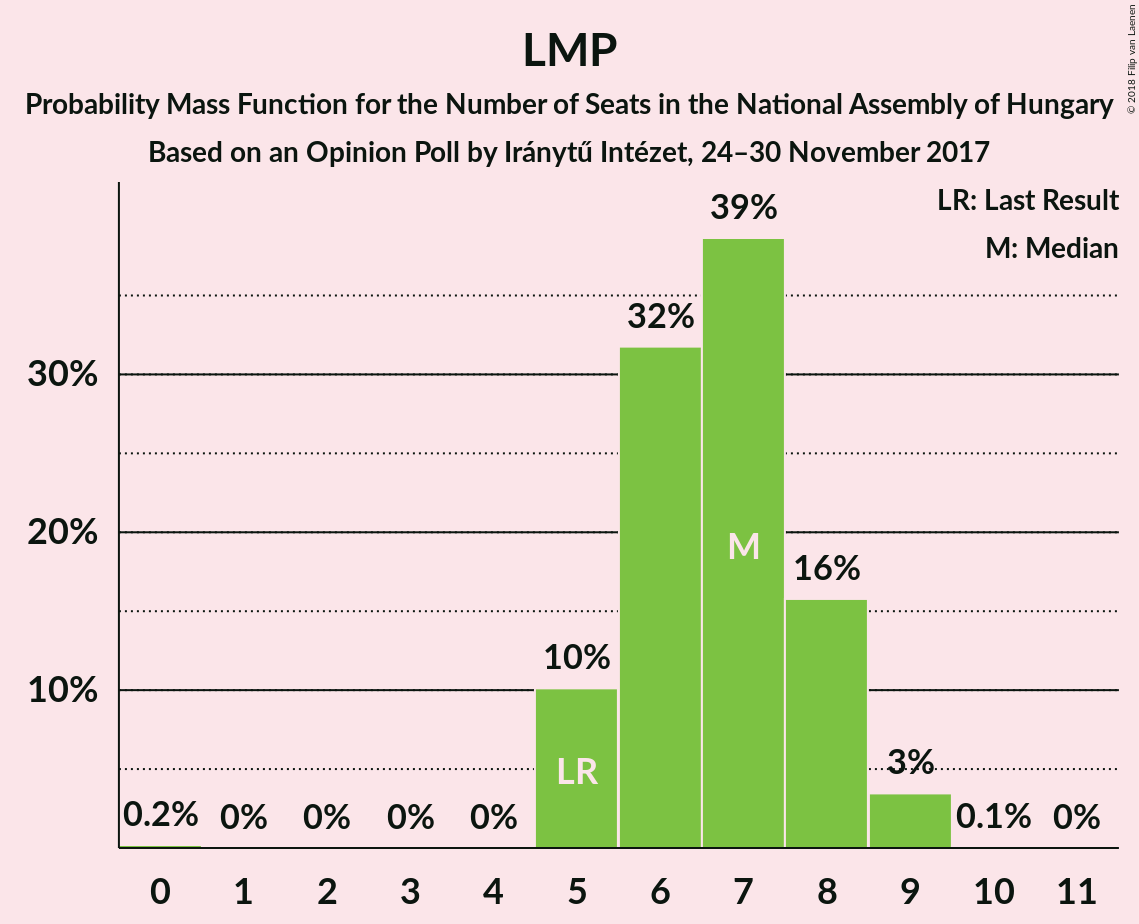 LMP
Probability Mass Function for the Number of Seats in the National Assembly of Hungary
Based on an Opinion Poll by Iránytű Intézet, 24–30 November 2017
© 2018 Filip van Laenen
LR: Last Result
M: Median
39%
32%
30%
20%
M
16%
10%
10%
LR
3%
0.2% 0% 0% 0% 0% 0.1% 0%
0 1 2 3 4 5 6 7 8 9 10 11